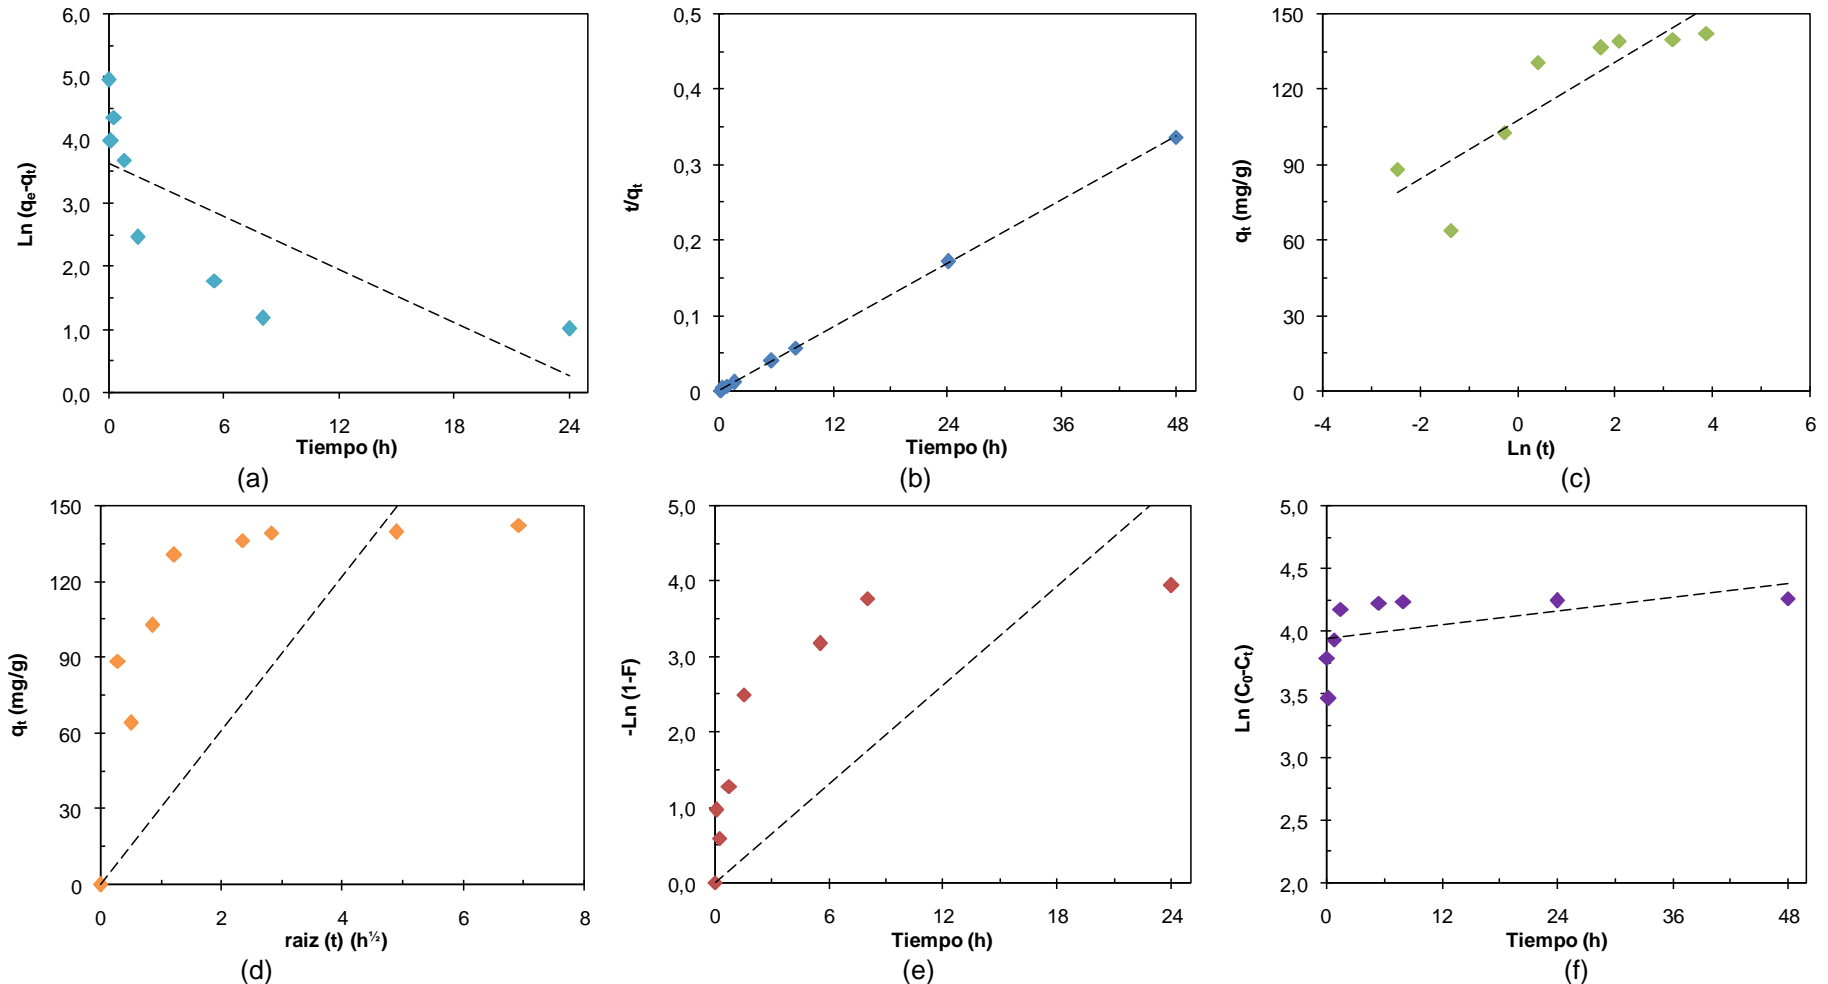 6,0
5,0
4,0
3,0
2,0
1,0
0,0
Ln (qₑ-qₜ)
0 6 12 18 24
Tiempo (h)
(a)
0,5
0,4
0,3
0,2
0,1
0
t/qₜ
0 12 24 36 48
Tiempo (h)
(b)
150
120
90
60
30
0
qₜ (mg/g)
-4 -2 0 2 4 6
Ln (t)
(c)
150
120
90
60
30
0
qₜ (mg/g)
0 2 4 6 8
raiz (t) (h^½)
(d)
5,0
4,0
3,0
2,0
1,0
0,0
-Ln (1-F)
0 6 12 18 24
Tiempo (h)
(e)
5,0
4,5
4,0
3,5
3,0
2,5
2,0
Ln (C₀-Cₜ)
0 12 24 36 48
Tiempo (h)
(f)